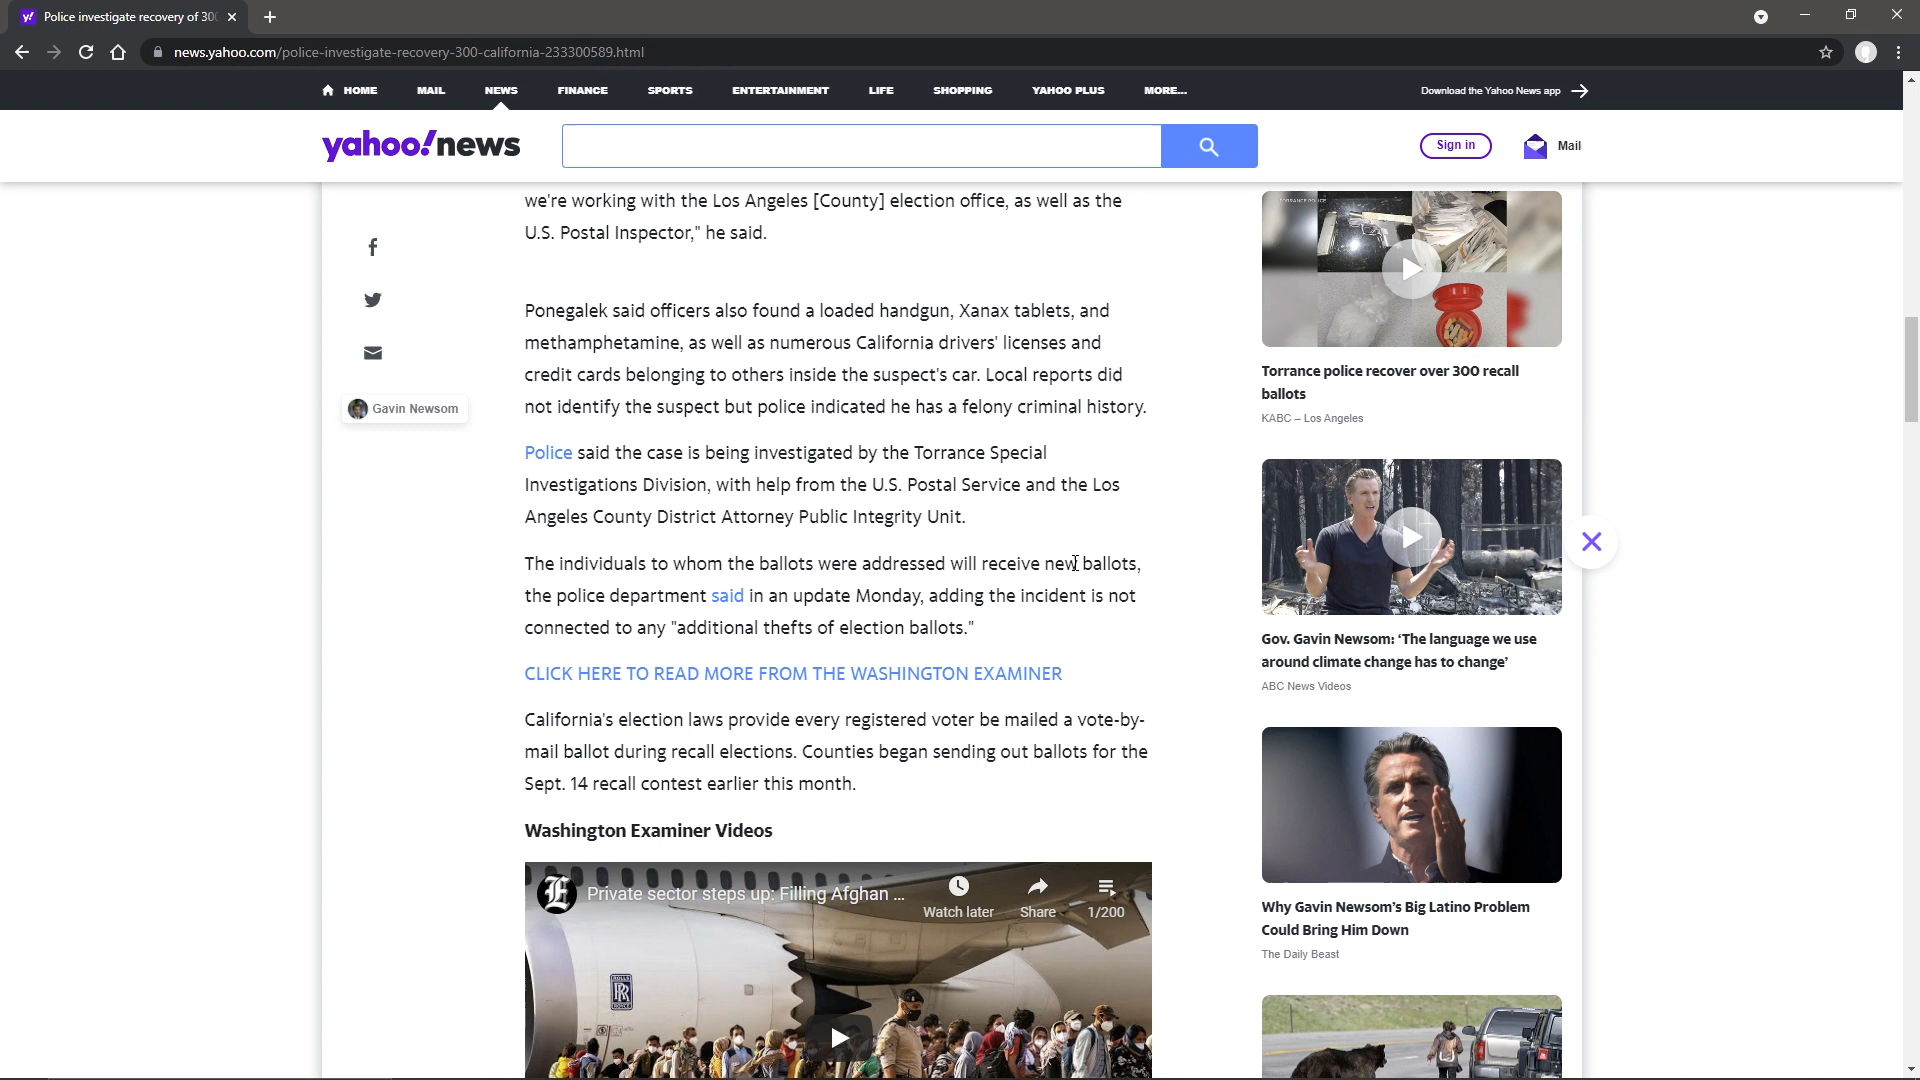 Police investigate recovery of 30
news.yahoo.com/police-investigate-recovery-300-california-233300589.html
HOME MAIL NEWS FINANCE SPORTS ENTERTAINMENT LIFE SHOPPING YAHOO PLUS MORE... Download the Yahoo News app
yahoo!news Sign in Mail
we're working with the Los Angeles [County] election office, as well as the
U.S. Postal Inspector," he said.
Ponegalek said officers also found a loaded handgun, Xanax tablets, and
methamphetamine, as well as numerous California drivers' licenses and
credit cards belonging to others inside the suspect's car. Local reports did
not identify the suspect but police indicated he has a felony criminal history.
Gavin Newsom
Police said the case is being investigated by the Torrance Special
Investigations Division, with help from the U.S. Postal Service and the Los
Angeles County District Attorney Public Integrity Unit.
The individuals to whom the ballots were addressed will receive new ballots,
the police department said in an update Monday, adding the incident is not
connected to any "additional thefts of election ballots."
CLICK HERE TO READ MORE FROM THE WASHINGTON EXAMINER
California's election laws provide every registered voter be mailed a vote-by-
mail ballot during recall elections. Counties began sending out ballots for the
Sept. 14 recall contest earlier this month.
Washington Examiner Videos
E
Private sector steps up: Filling Afghan ...
Watch later Share 1/200
RR
TORRANCE POLICE
Torrance police recover over 300 recall
ballots
KABC – Los Angeles
Gov. Gavin Newsom: ‘The language we use
around climate change has to change’
ABC News Videos
Why Gavin Newsom’s Big Latino Problem
Could Bring Him Down
The Daily Beast